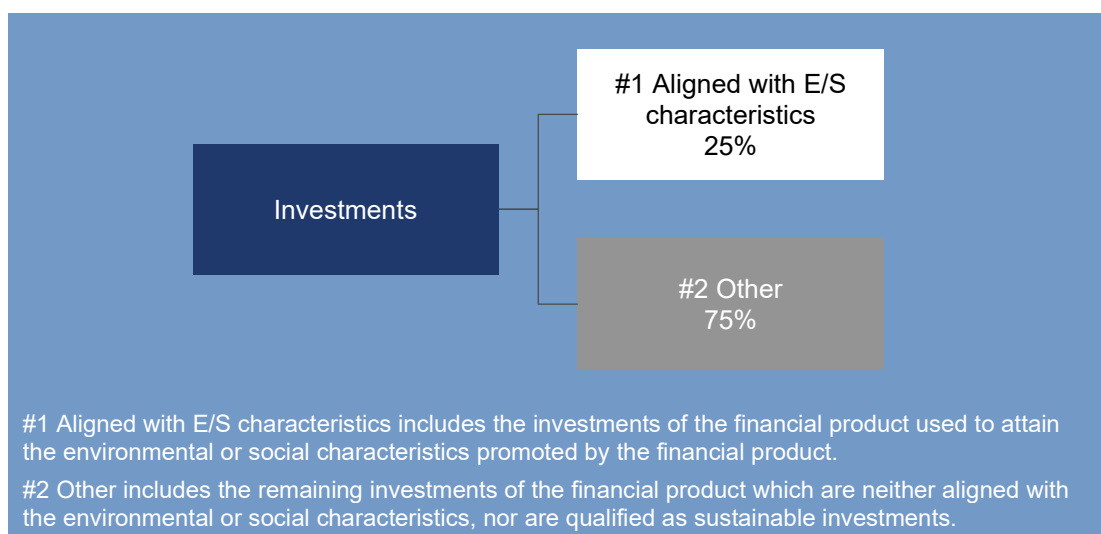 #1 Aligned with E/S
characteristics
25%
Investments
#2 Other
75%
#1 Aligned with E/S characteristics includes the investments of the financial product used to attain
the environmental or social characteristics promoted by the financial product.
#2 Other includes the remaining investments of the financial product which are neither aligned with
the environmental or social characteristics, nor are qualified as sustainable investments.